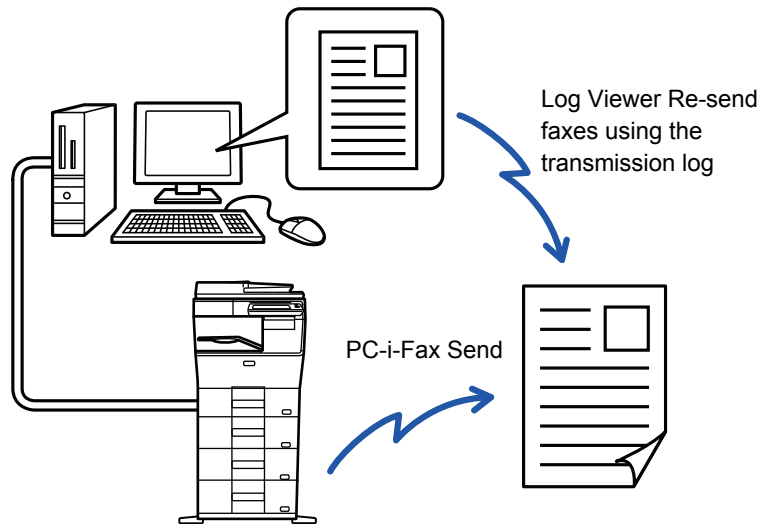 Log Viewer Re-send
faxes using the
transmission log
PC-i-Fax Send